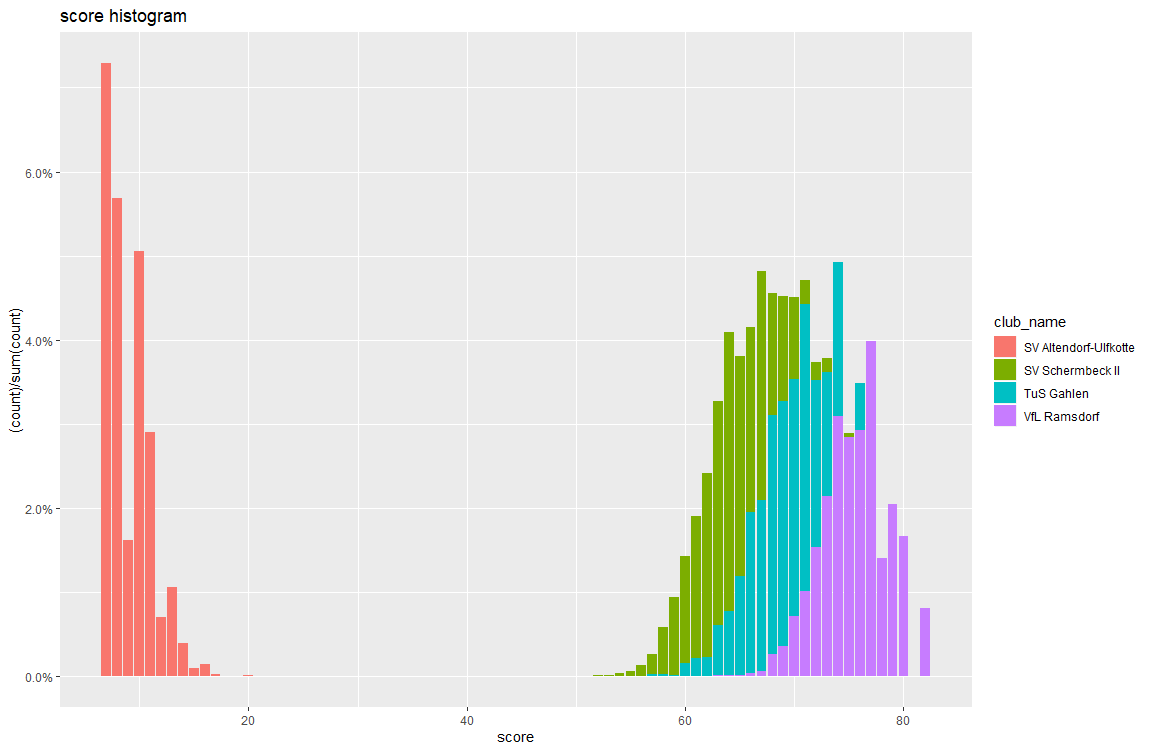 score histogram
(count)/sum(count)
6.0%
4.0%
2.0%
0.0%
20
40
60
80
score
club_name
SV Altendorf-Ulfkotte
SV Schermbeck II
TuS Gahlen
VfL Ramsdorf